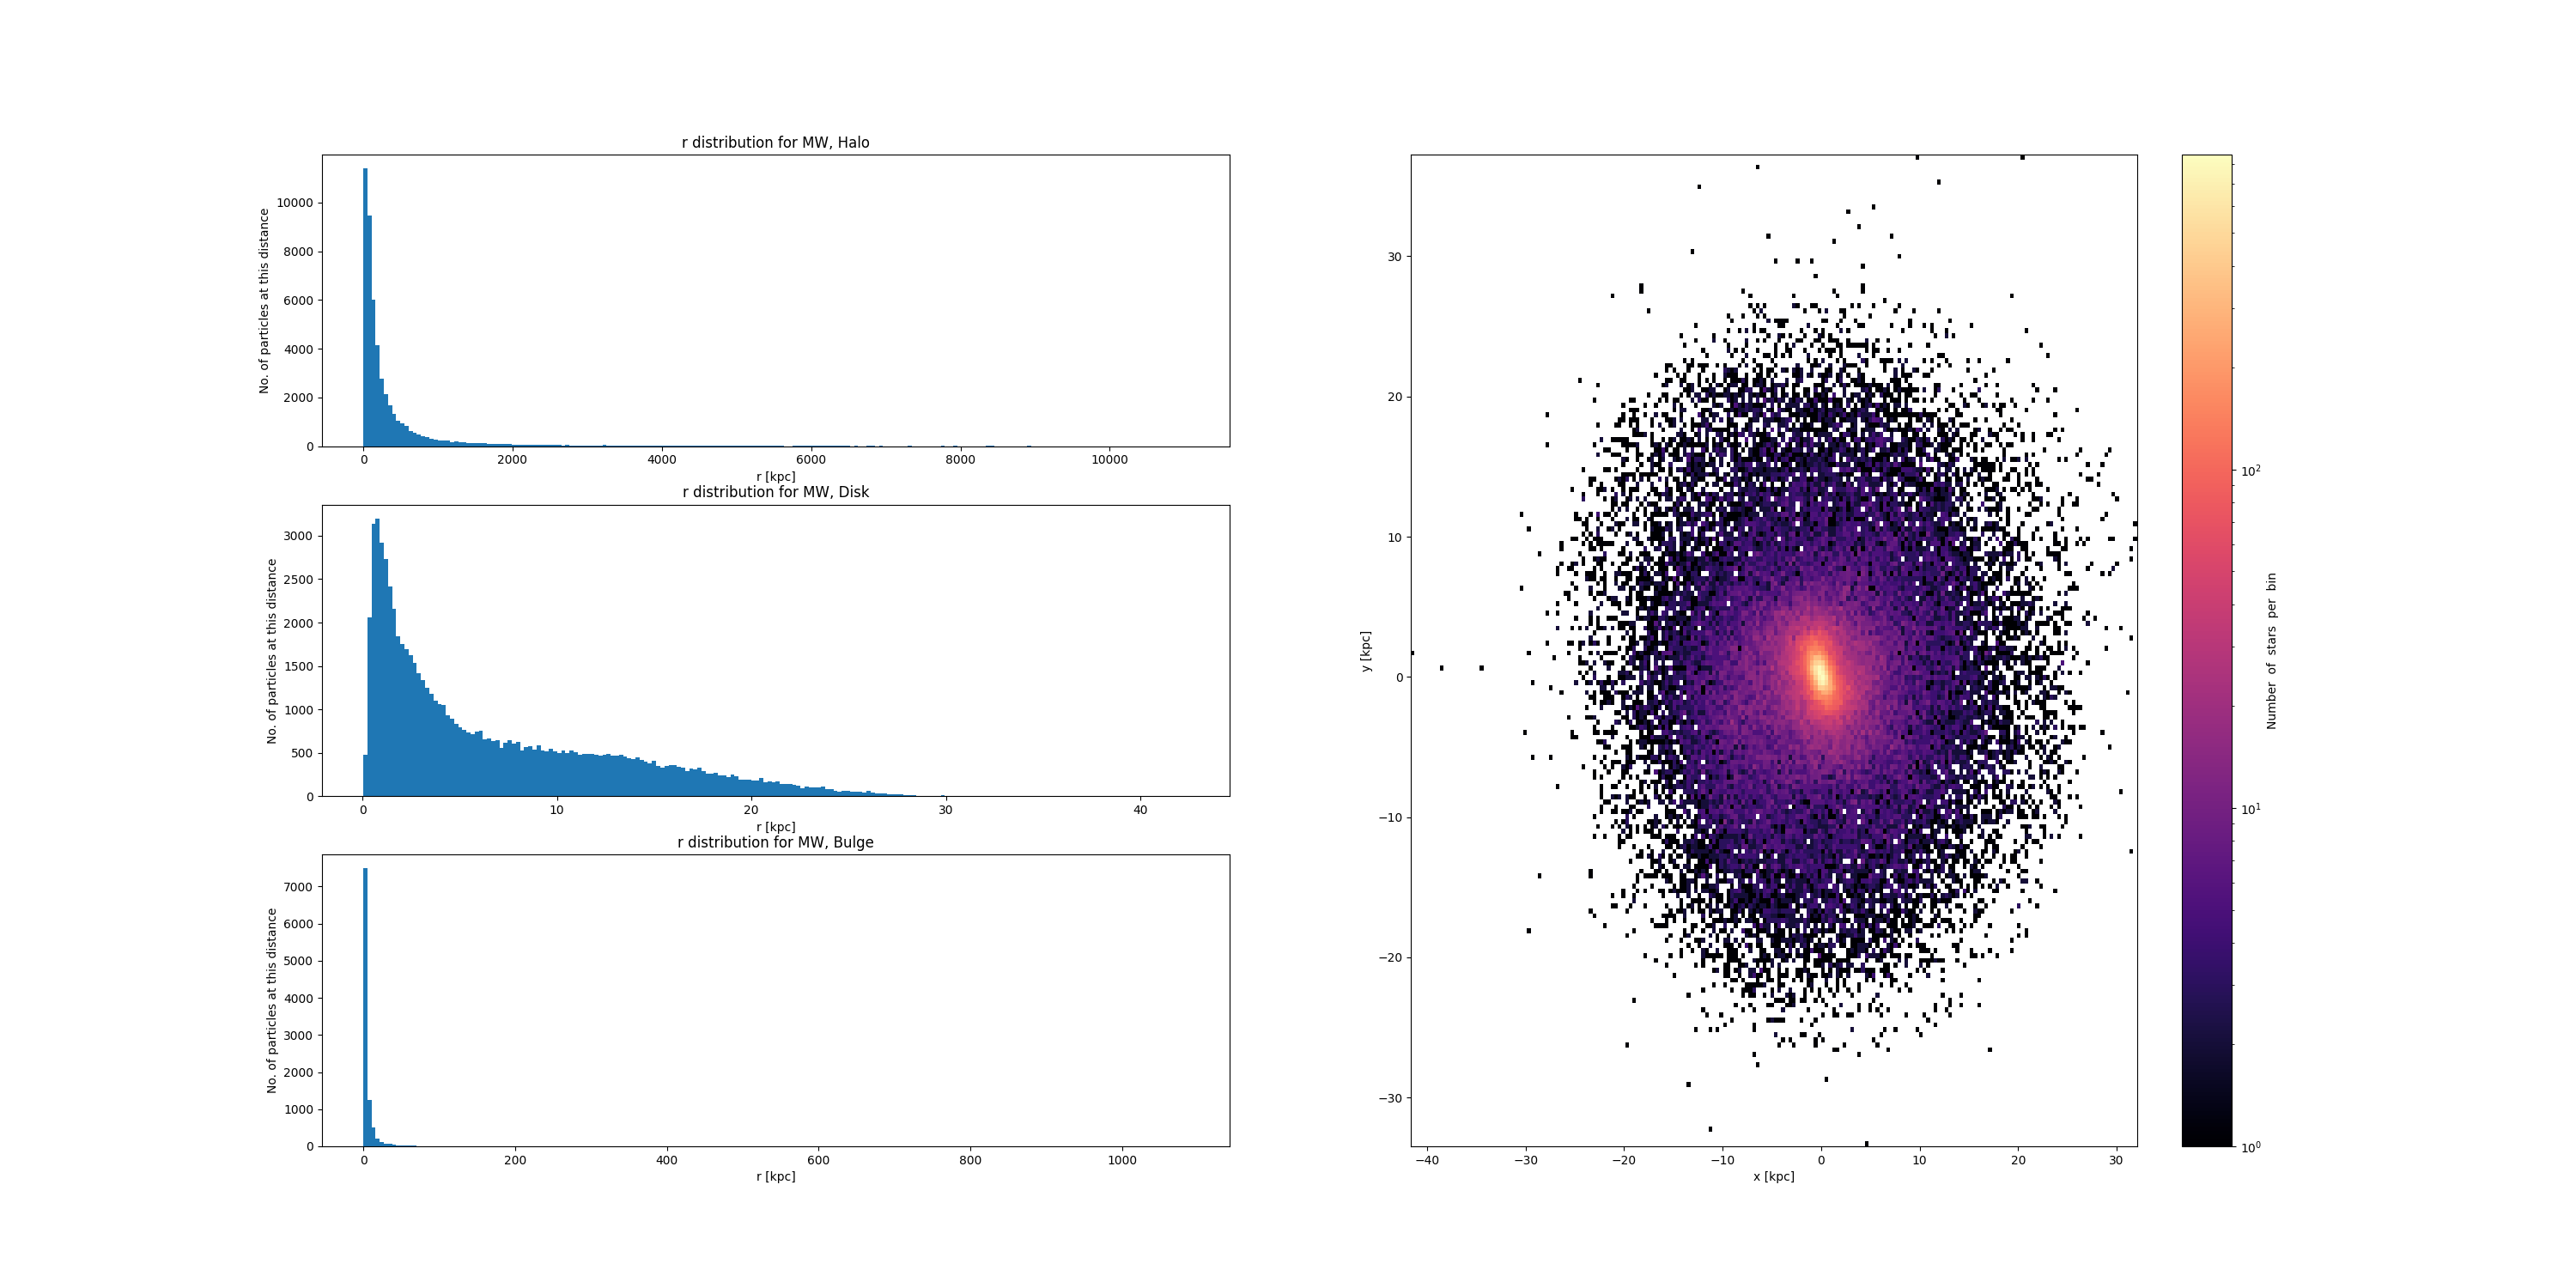 r distribution for MW, Halo
No. of particles at this distance
10000
8000
6000
4000
2000
0
0 2000 4000 6000 8000 10000
r [kpc]
r distribution for MW, Disk
No. of particles at this distance
3000
2500
2000
1500
1000
500
0
0 10 20 30 40
r [kpc]
r distribution for MW, Bulge
No. of particles at this distance
7000
6000
5000
4000
3000
2000
1000
0
0 200 400 600 800 1000
r [kpc]
y [kpc]
30
20
10
0
−10
−20
−30
−40 −30 −20 −10 0 10 20 30
x [kpc]
10²
10¹
10⁰
Number of stars per bin